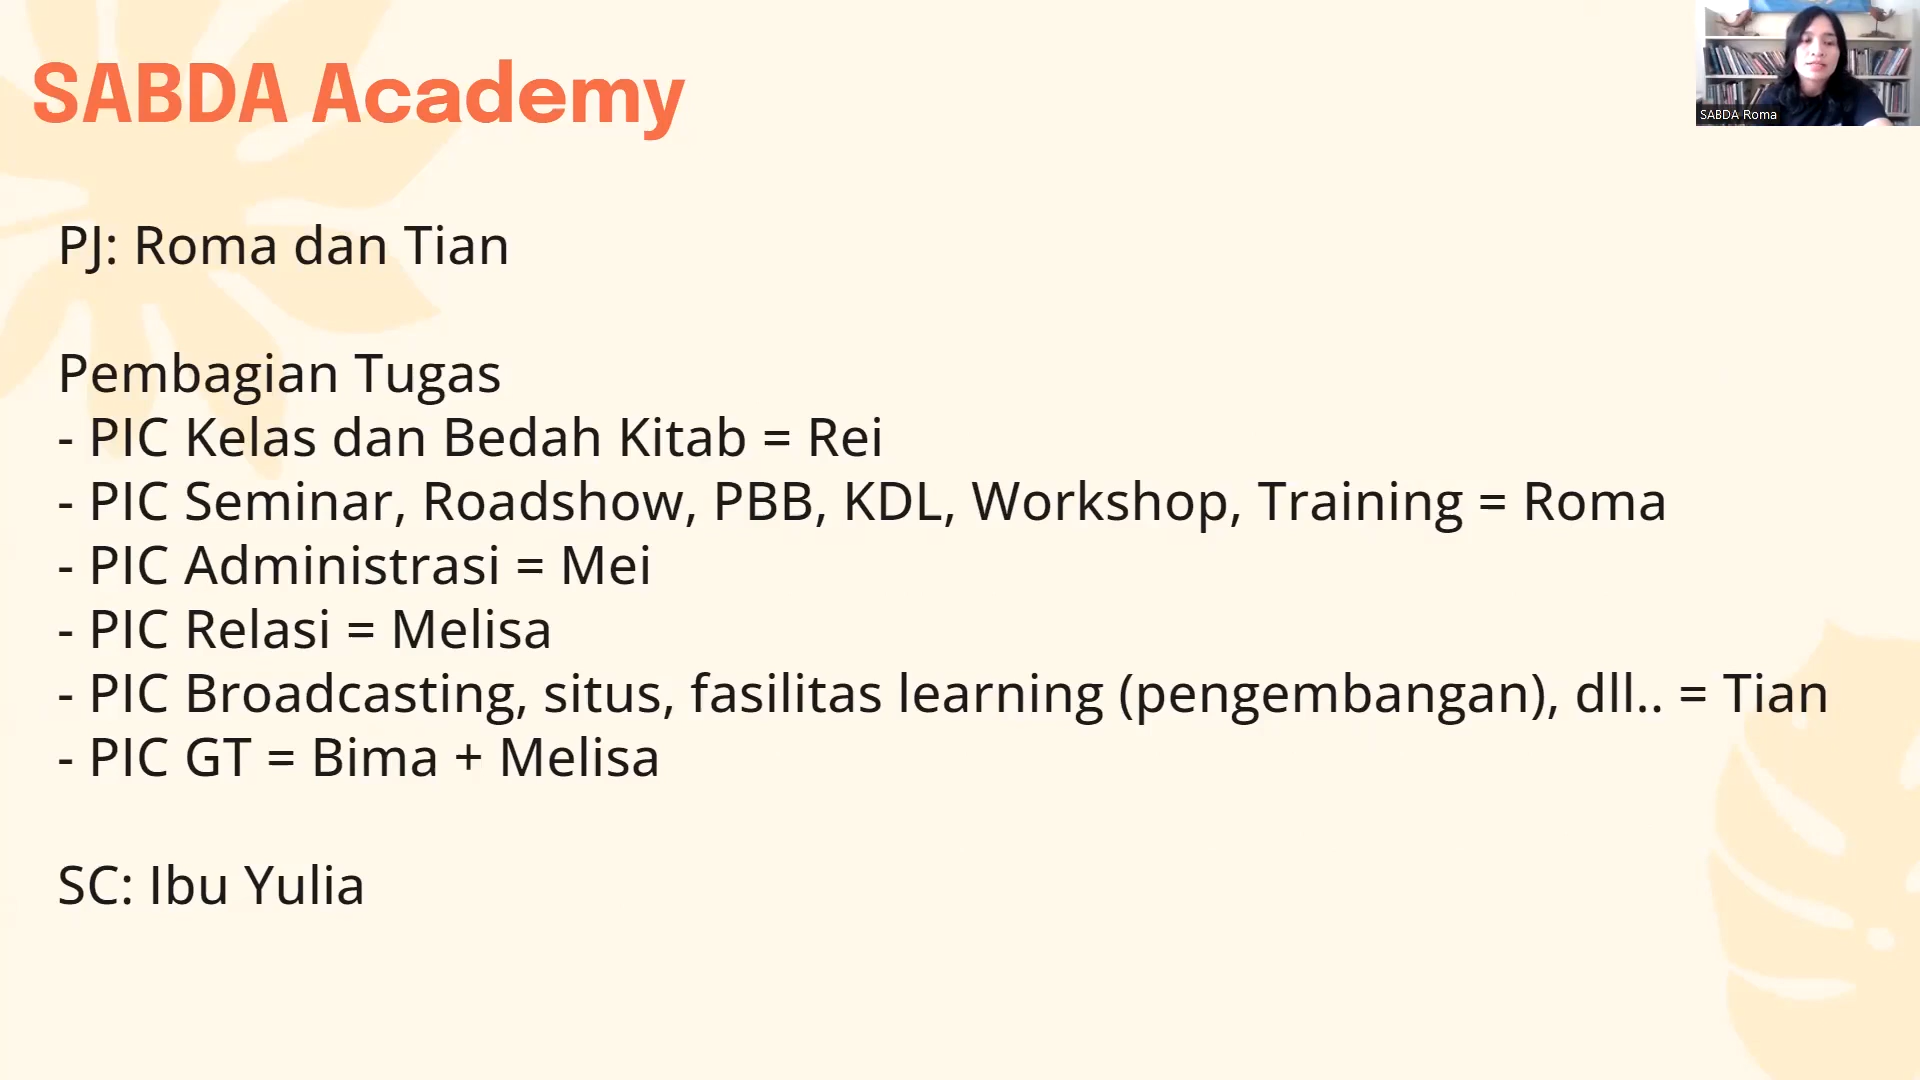 SABDA Academy
SABDA Roma
PJ: Roma dan Tian
Pembagian Tugas
- PIC Kelas dan Bedah Kitab = Rei
- PIC Seminar, Roadshow, PBB, KDL, Workshop, Training = Roma
- PIC Administrasi = Mei
- PIC Relasi = Melisa
- PIC Broadcasting, situs, fasilitas learning (pengembangan), dll.. = Tian
- PIC GT = Bima + Melisa
SC: Ibu Yulia